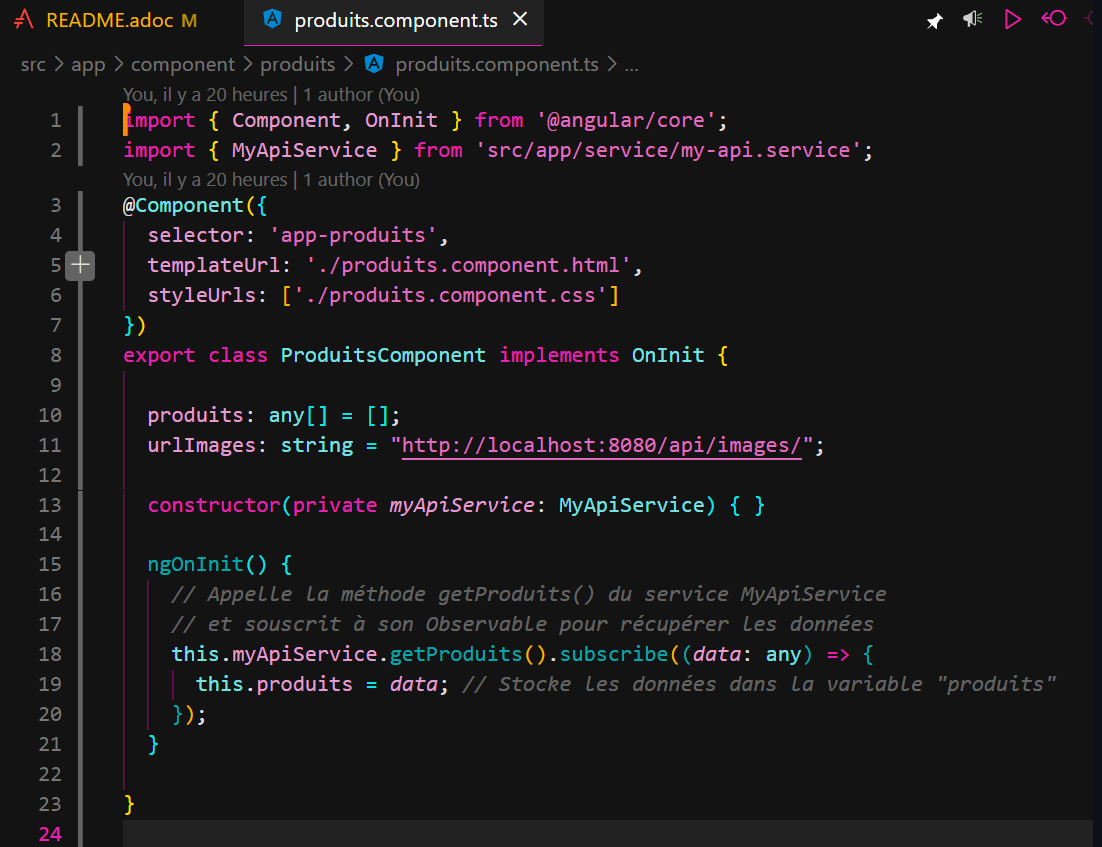 README.adoc M produits.component.ts
src > app > component > produits > produits.component.ts > ...
You, il y a 20 heures | 1 author (You)
1 import { Component, OnInit } from '@angular/core';
2 import { MyApiService } from 'src/app/service/my-api.service';
You, il y a 20 heures | 1 author (You)
3 @Component({
4 selector: 'app-produits',
5 templateUrl: './produits.component.html',
6 styleUrls: ['./produits.component.css']
7 })
8 export class ProduitsComponent implements OnInit {
9
10 produits: any[] = [];
11 urlImages: string = "http://localhost:8080/api/images/";
12
13 constructor(private myApiService: MyApiService) { }
14
15 ngOnInit() {
16 // Appelle la méthode getProduits() du service MyApiService
17 // et souscrit à son Observable pour récupérer les données
18 this.myApiService.getProduits().subscribe((data: any) => {
19 this.produits = data; // Stocke les données dans la variable "produits"
20 });
21 }
22
23 }
24